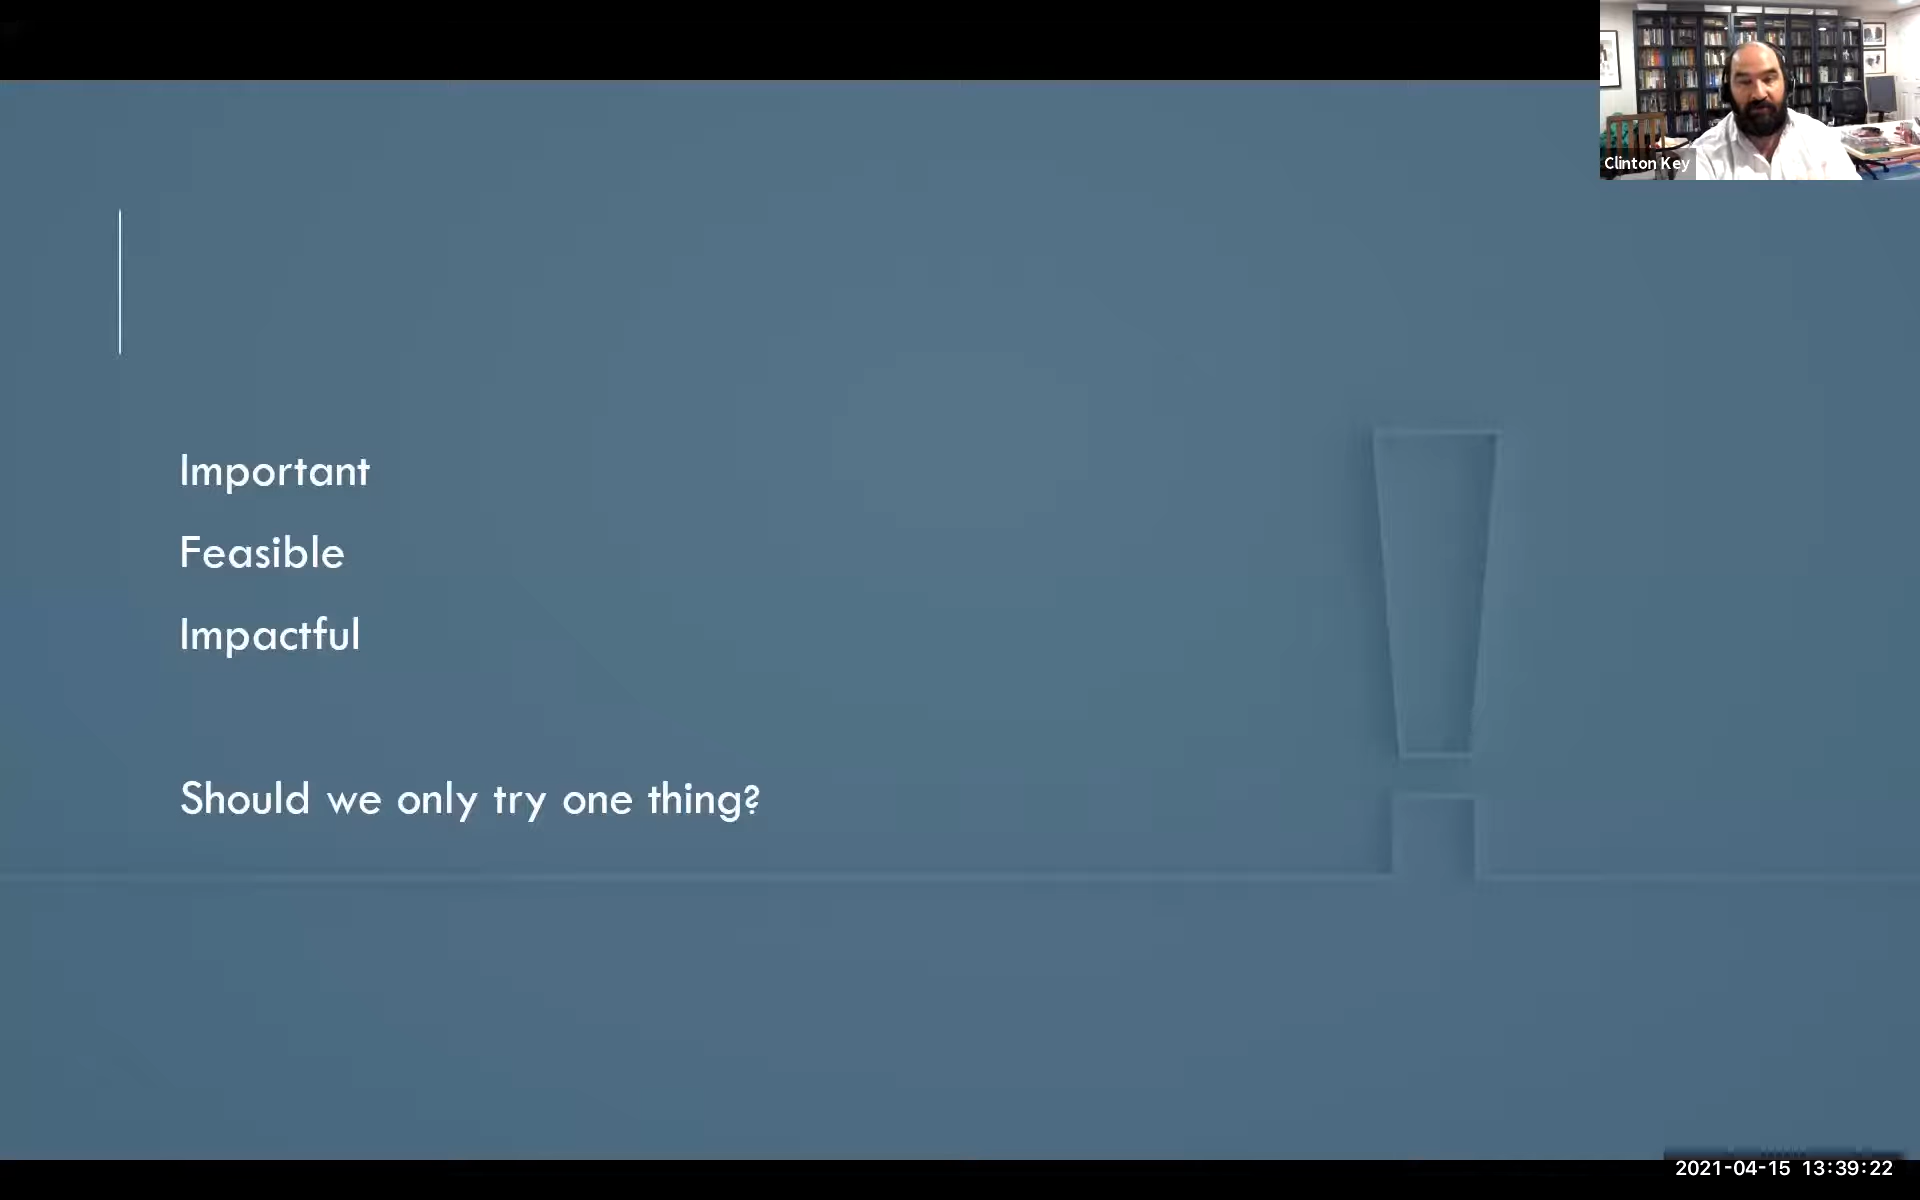 Clinton Key
Important
Feasible
Impactful
Should we only try one thing?
2021-04-15 13:39:22